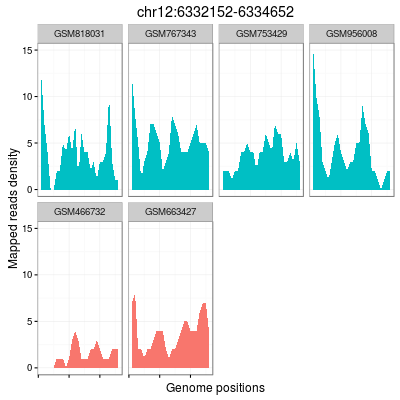 chr12:6332152-6334652
GSM818031 GSM767343 GSM753429 GSM956008
15
10
5
0
Mapped reads density
GSM466732 GSM663427
15
10
5
0
Genome positions